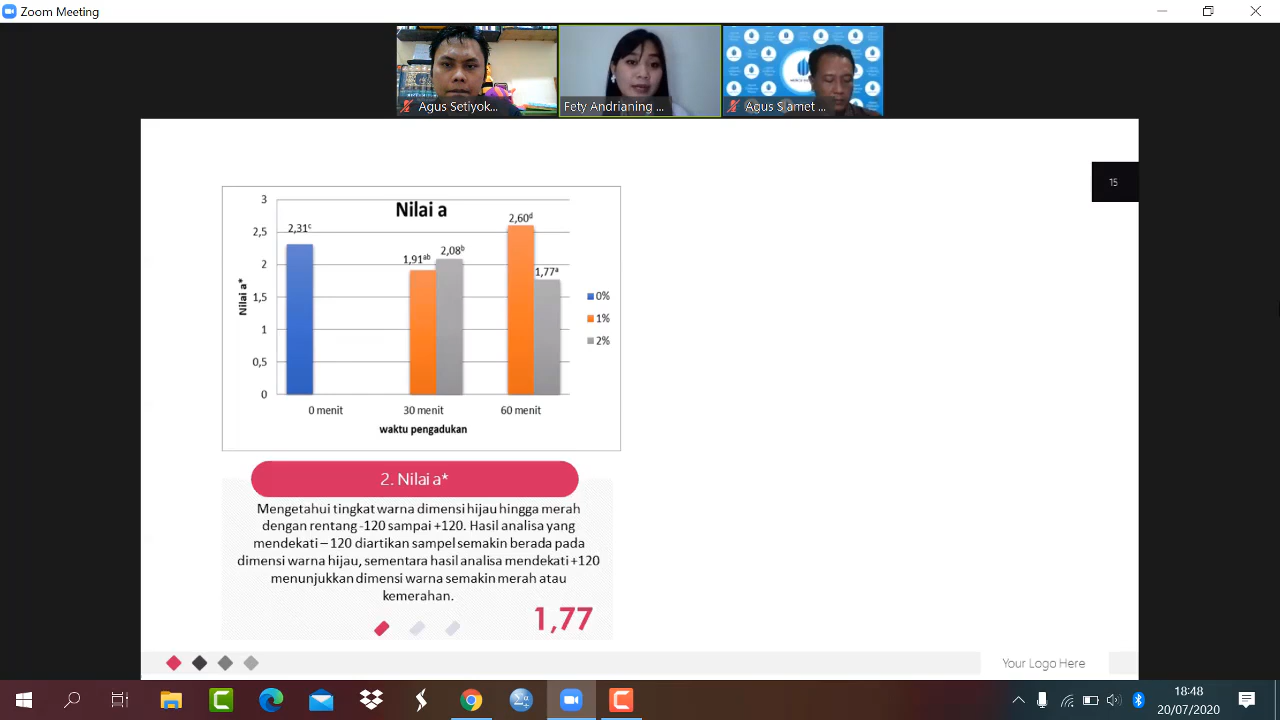 Zoom Meeting
Agus Setiyok...
Fety Andrianing ...
Agus Slamet ...
15
Nilai a
3
2,5
2
1,5
1
0,5
0
Nilai a*
2,31ᶜ
1,91ᵃᵇ
2,08ᵇ
2,60ᵈ
1,77ᵃ
0%
1%
2%
0 menit
30 menit
60 menit
waktu pengadukan
2. Nilai a*
Mengetahui tingkat warna dimensi hijau hingga merah
dengan rentang -120 sampai +120. Hasil analisa yang
mendekati – 120 diartikan sampel semakin berada pada
dimensi warna hijau, sementara hasil analisa mendekati +120
menunjukkan dimensi warna semakin merah atau
kemerahan.
1,77
Your Logo Here
18:48
20/07/2020